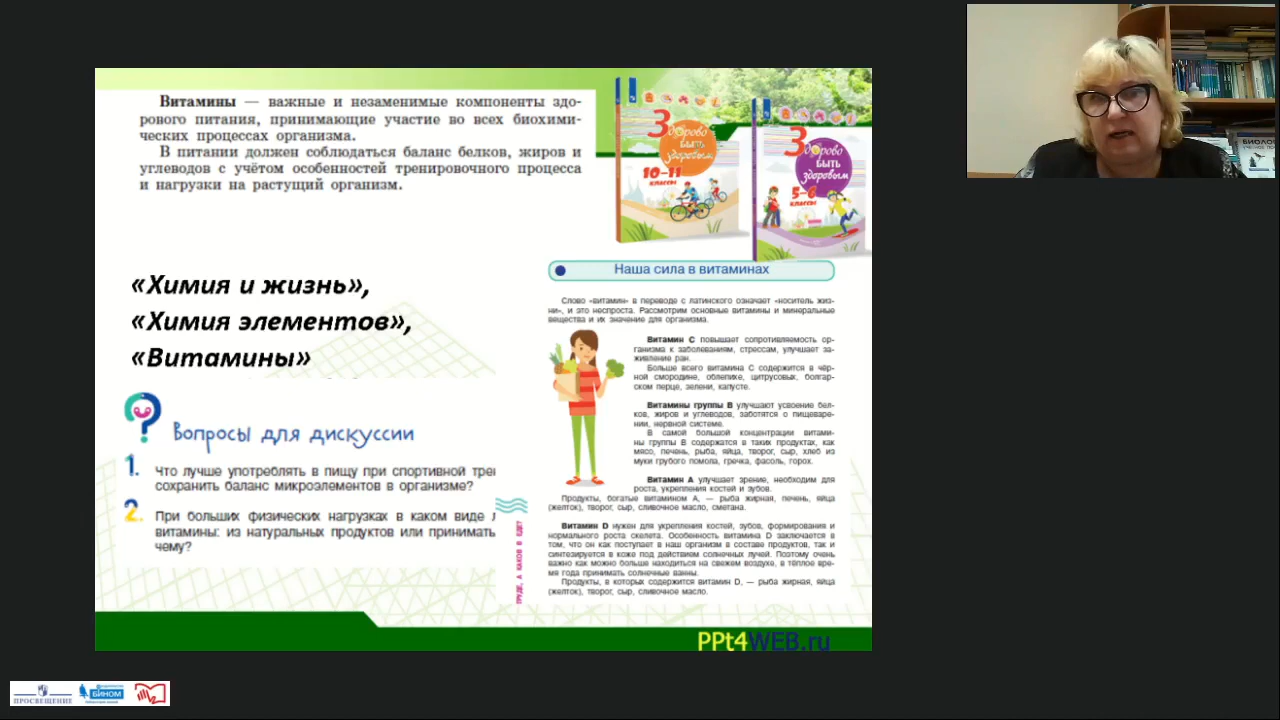 Витамины — важные и незаменимые компоненты здо-
рового питания, принимающие участие во всех биохими-
ческих процессах организма.
В питании должен соблюдаться баланс белков, жиров и
углеводов с учётом особенностей тренировочного процесса
и нагрузки на растущий организм.
Здорово
быть
здоровым
10–11
классы
Здорово
быть
здоровым
5–6
классы
«Химия и жизнь»,
«Химия элементов»,
«Витамины»
Вопросы для дискуссии
1. Что лучше употреблять в пищу при спортивной трен
сохранить баланс микроэлементов в организме?
2. При больших физических нагрузках в каком виде л
витамины: из натуральных продуктов или принимать
чему?
Наша сила в витаминах
Слово «витамин» в переводе с латинского означает «носитель жиз-
ни», и это неспроста. Рассмотрим основные витамины и минеральные
вещества и их значение для организма.
Витамин С повышает сопротивляемость ор-
ганизма к заболеваниям, стрессам, улучшает за-
живление ран.
Больше всего витамина С содержится в чёр-
ной смородине, облепихе, цитрусовых, болгар-
ском перце, зелени, капусте.
Витамины группы В улучшают усвоение бел-
ков, жиров и углеводов, заботятся о пищеваре-
нии, нервной системе.
В самой большой концентрации витами-
ны группы В содержатся в таких продуктах, как
мясо, печень, рыба, яйца, творог, сыр, хлеб из
муки грубого помола, гречка, фасоль, горох.
Витамин А улучшает зрение, необходим для
роста, укрепления костей и зубов.
Продукты, богатые витамином А, — рыба жирная, печень, яйца
(желток), творог, сыр, сливочное масло, сметана.
Витамин D нужен для укрепления костей, зубов, формирования и
нормального роста скелета. Особенность витамина D заключается в
том, что он как поступает в наш организм в составе продуктов, так и
синтезируется в коже под действием солнечных лучей. Поэтому очень
важно как можно больше находиться на свежем воздухе, в тёплое вре-
мя года принимать солнечные ванны.
Продукты, в которых содержится витамин D, — рыба жирная, яйца
(желток), творог, сыр, сливочное масло.
ТРУДЕ, А КАКОВ В ЕДЕ?
PPt4WEB.ru
ПРОСВЕЩЕНИЕ
БИНОМ